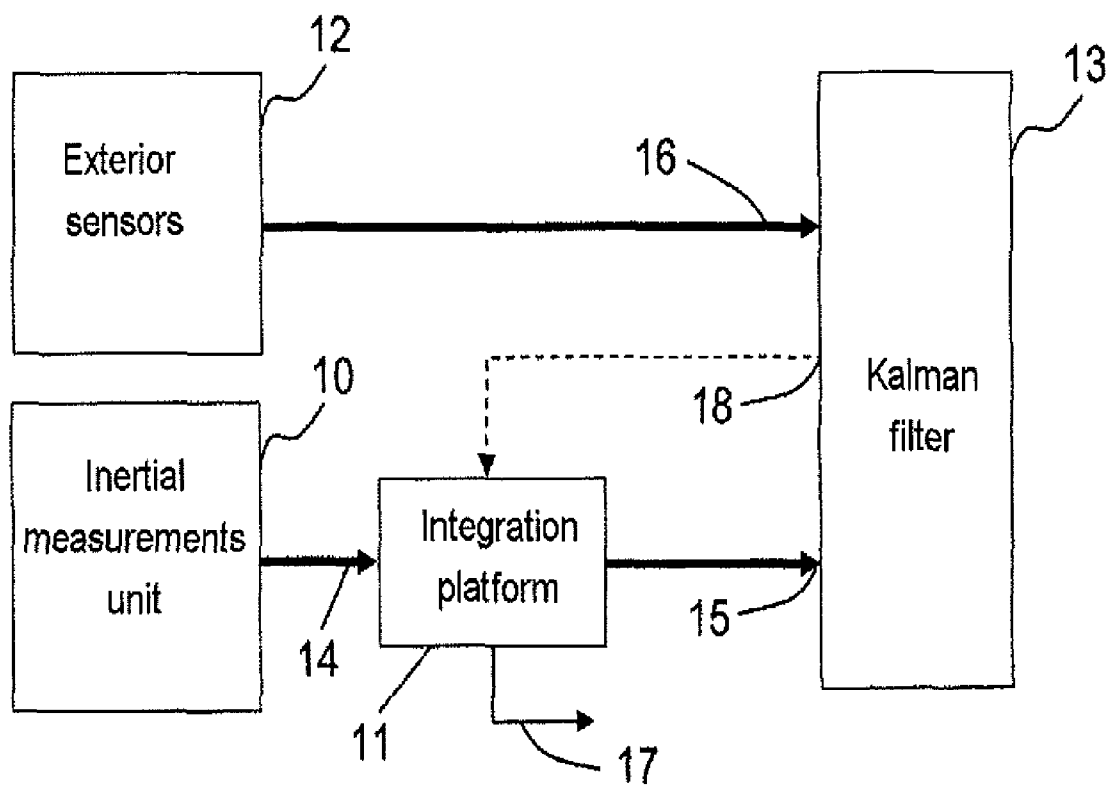 12
Exterior
sensors
16
13
10
Inertial
measurements
unit
14
18
Kalman
filter
Integration
platform
15
11
17